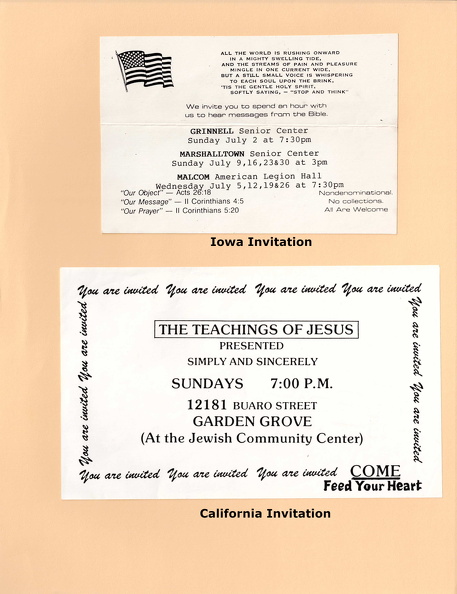 ALL THE WORLD IS RUSHING ONWARD
IN A MIGHTY SWELLING TIDE,
AND THE STREAMS OF PAIN AND PLEASURE
MINGLE IN ONE CURRENT WIDE,
BUT A STILL SMALL VOICE IS WHISPERING
TO EACH SOUL UPON THE BRINK,
'TIS THE GENTLE HOLY SPIRIT,
SOFTLY SAYING, – "STOP AND THINK"
We invite you to spend an hour with
us to hear messages from the Bible.
GRINNELL Senior Center
Sunday July 2 at 7:30pm
MARSHALLTOWN Senior Center
Sunday July 9,16,23&30 at 3pm
MALCOM American Legion Hall
Wednesday July 5,12,19&26 at 7:30pm
"Our Object" — Acts 26:18
"Our Message" — II Corinthians 4:5
"Our Prayer" — II Corinthians 5:20
Nondenominational.
No collections.
All Are Welcome
Iowa Invitation
You are invited You are invited You are invited You are invited
You are invited You are invited
You are invited You are invited
THE TEACHINGS OF JESUS
PRESENTED
SIMPLY AND SINCERELY
SUNDAYS 7:00 P.M.
12181 BUARO STREET
GARDEN GROVE
(At the Jewish Community Center)
You are invited You are invited You are invited COME
Feed Your Heart
California Invitation